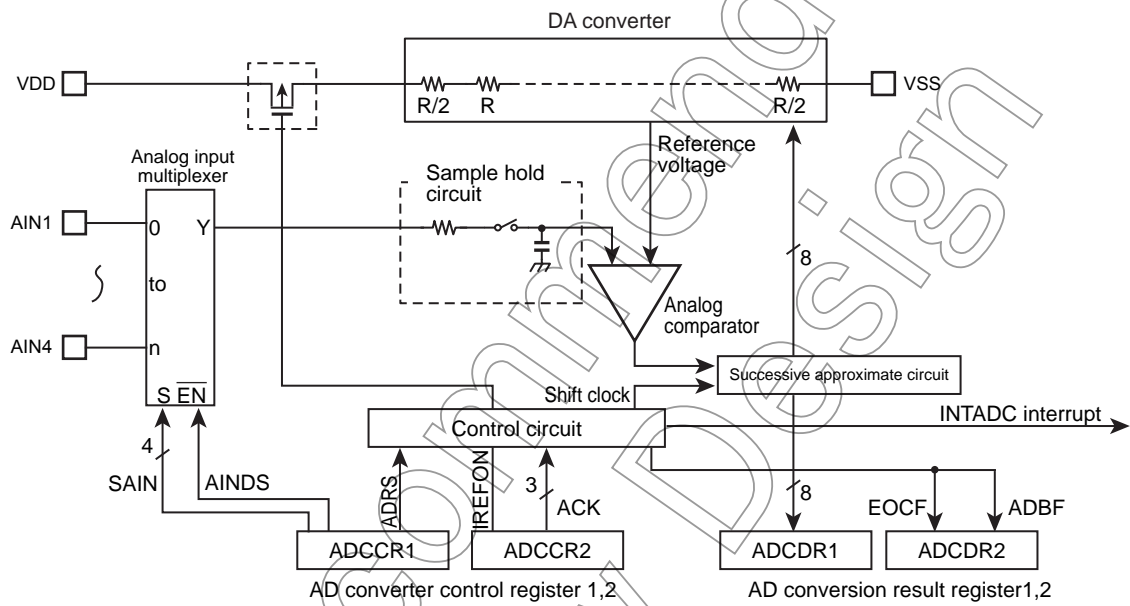 DA converter
VDD
R/2
R
R/2
VSS
Analog input
multiplexer
Reference
voltage
Sample hold
circuit
AIN1
0
Y
8
to
Analog
comparator
AIN4
n
S
EN
Successive approximate circuit
Shift clock
INTADC interrupt
Control circuit
4
SAIN
AINDS
ADRS
IREFON
3
ACK
8
EOCF
ADBF
ADCCR1
ADCCR2
ADCDR1
ADCDR2
AD converter control register 1,2
AD conversion result register1,2